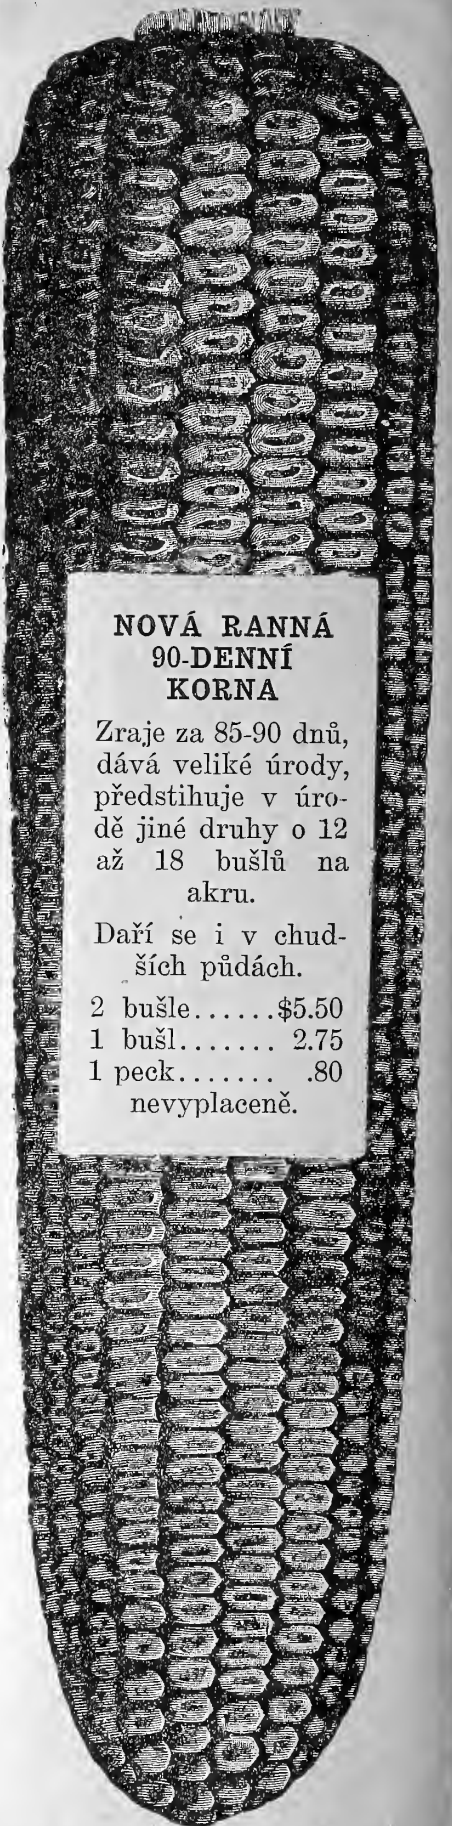 NOVÁ RANNÁ
90-DENNÍ
KORNA
Zraje za 85-90 dnů,
dává veliké úrody,
předstihuje v úro-
dě jiné druhy o 12
až 18 bušlů na
akru.
Daří se i v chud-
ších půdách.
2 bušle......$5.50
1 bušl....... 2.75
1 peck....... .80
nevyplaceně.